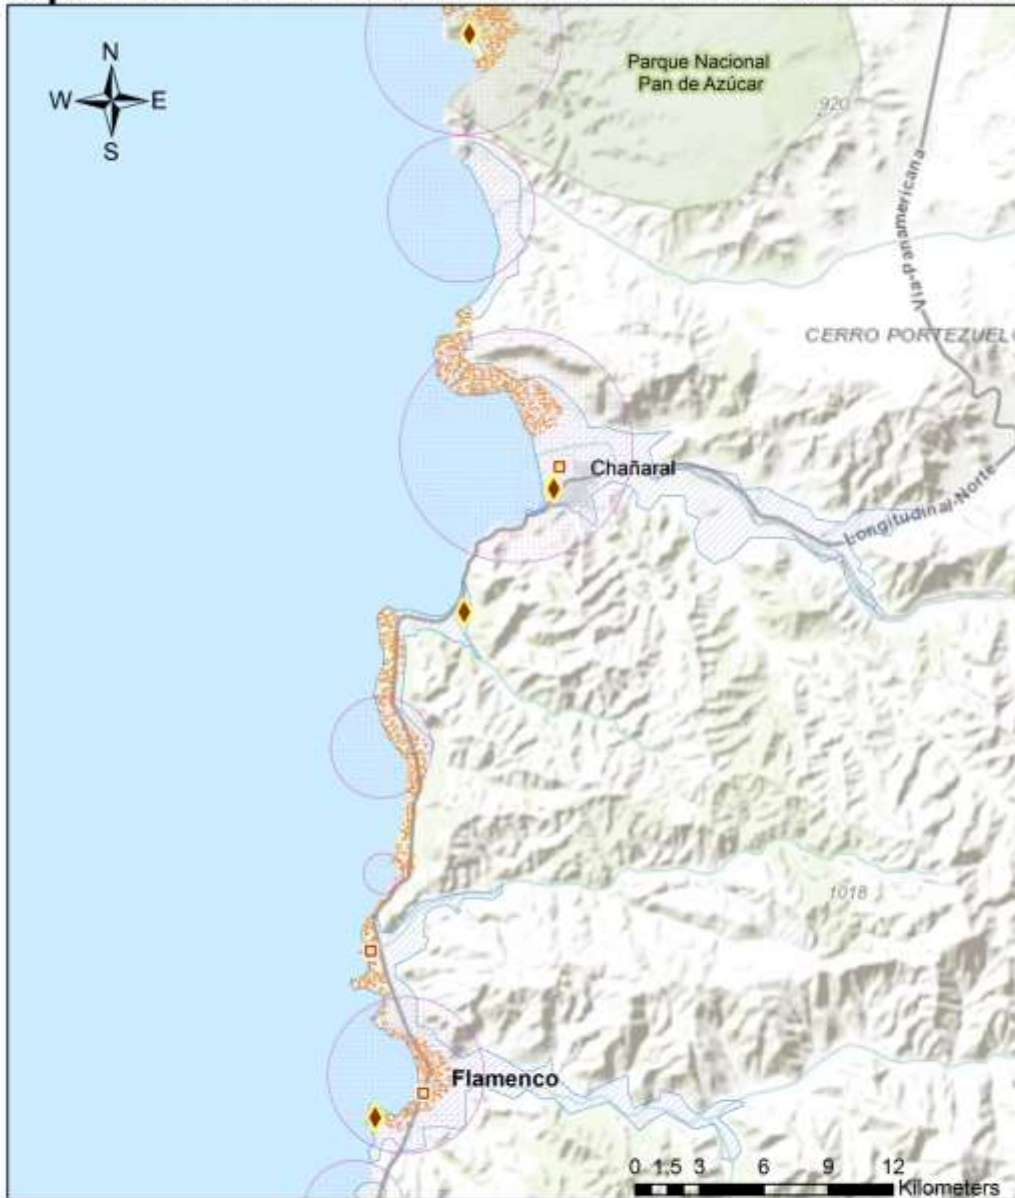 N
W E
S
Parque Nacional
Pan de Azúcar
920
Vía-Panamericana
CERRO PORTEZUELO
Chañaral
Longitudinal-Norte
1018
Flamenco
0 1,5 3 6 9 12
Kilometers